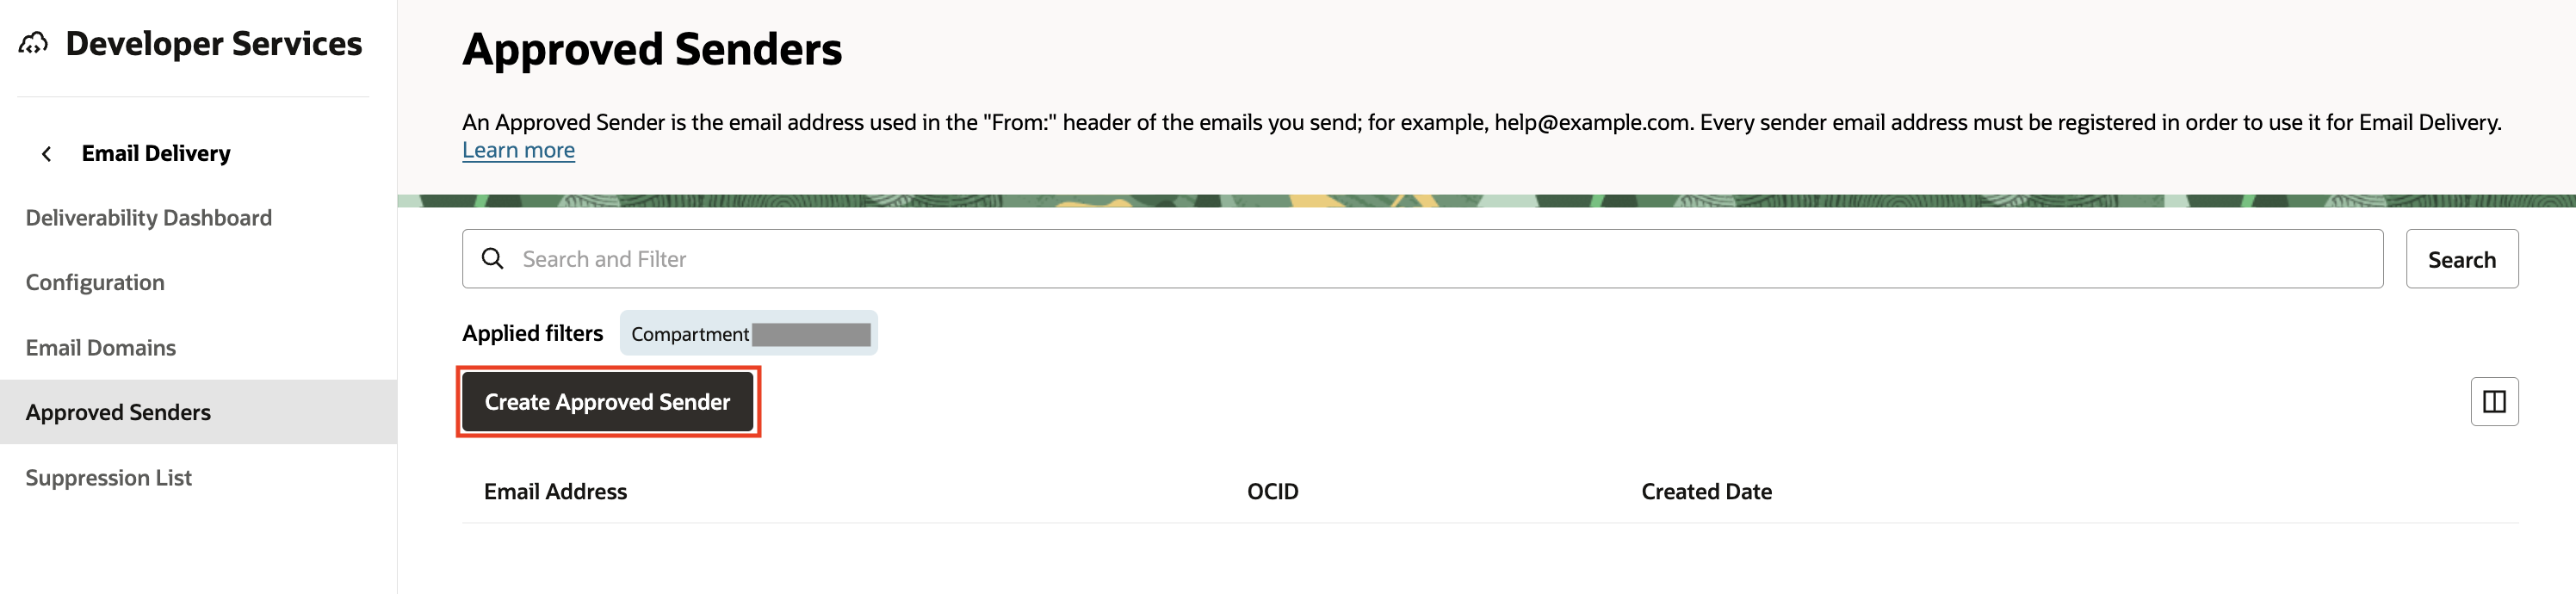 Developer Services
Email Delivery
Deliverability Dashboard
Configuration
Email Domains
Approved Senders
Suppression List
Approved Senders
An Approved Sender is the email address used in the "From:" header of the emails you send; for example, help@example.com. Every sender email address must be registered in order to use it for Email Delivery.
Learn more
Search and Filter
Search
Applied filters
Compartment
Create Approved Sender
Email Address
OCID
Created Date